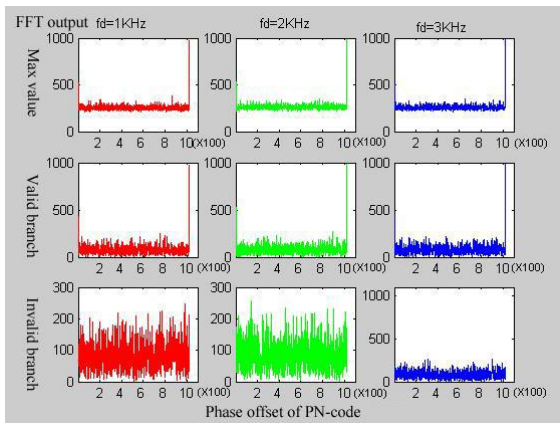 FFT output fd=1KHz fd=2KHz fd=3KHz
Max value
1000 1000 1000
500 500 500
0 0 0
2 4 6 8 10(X100) 2 4 6 8 10(X100) 2 4 6 8 10(X100)
Valid branch
1000 1000 1000
500 500 500
0 0 0
2 4 6 8 10(X100) 2 4 6 8 10(X100) 2 4 6 8 10(X100)
Invalid branch
300 300 1000
200 200 500
100 100
0 0 0
2 4 6 8 10(X100) 2 4 6 8 10(X100) 2 4 6 8 10(X100)
Phase offset of PN-code